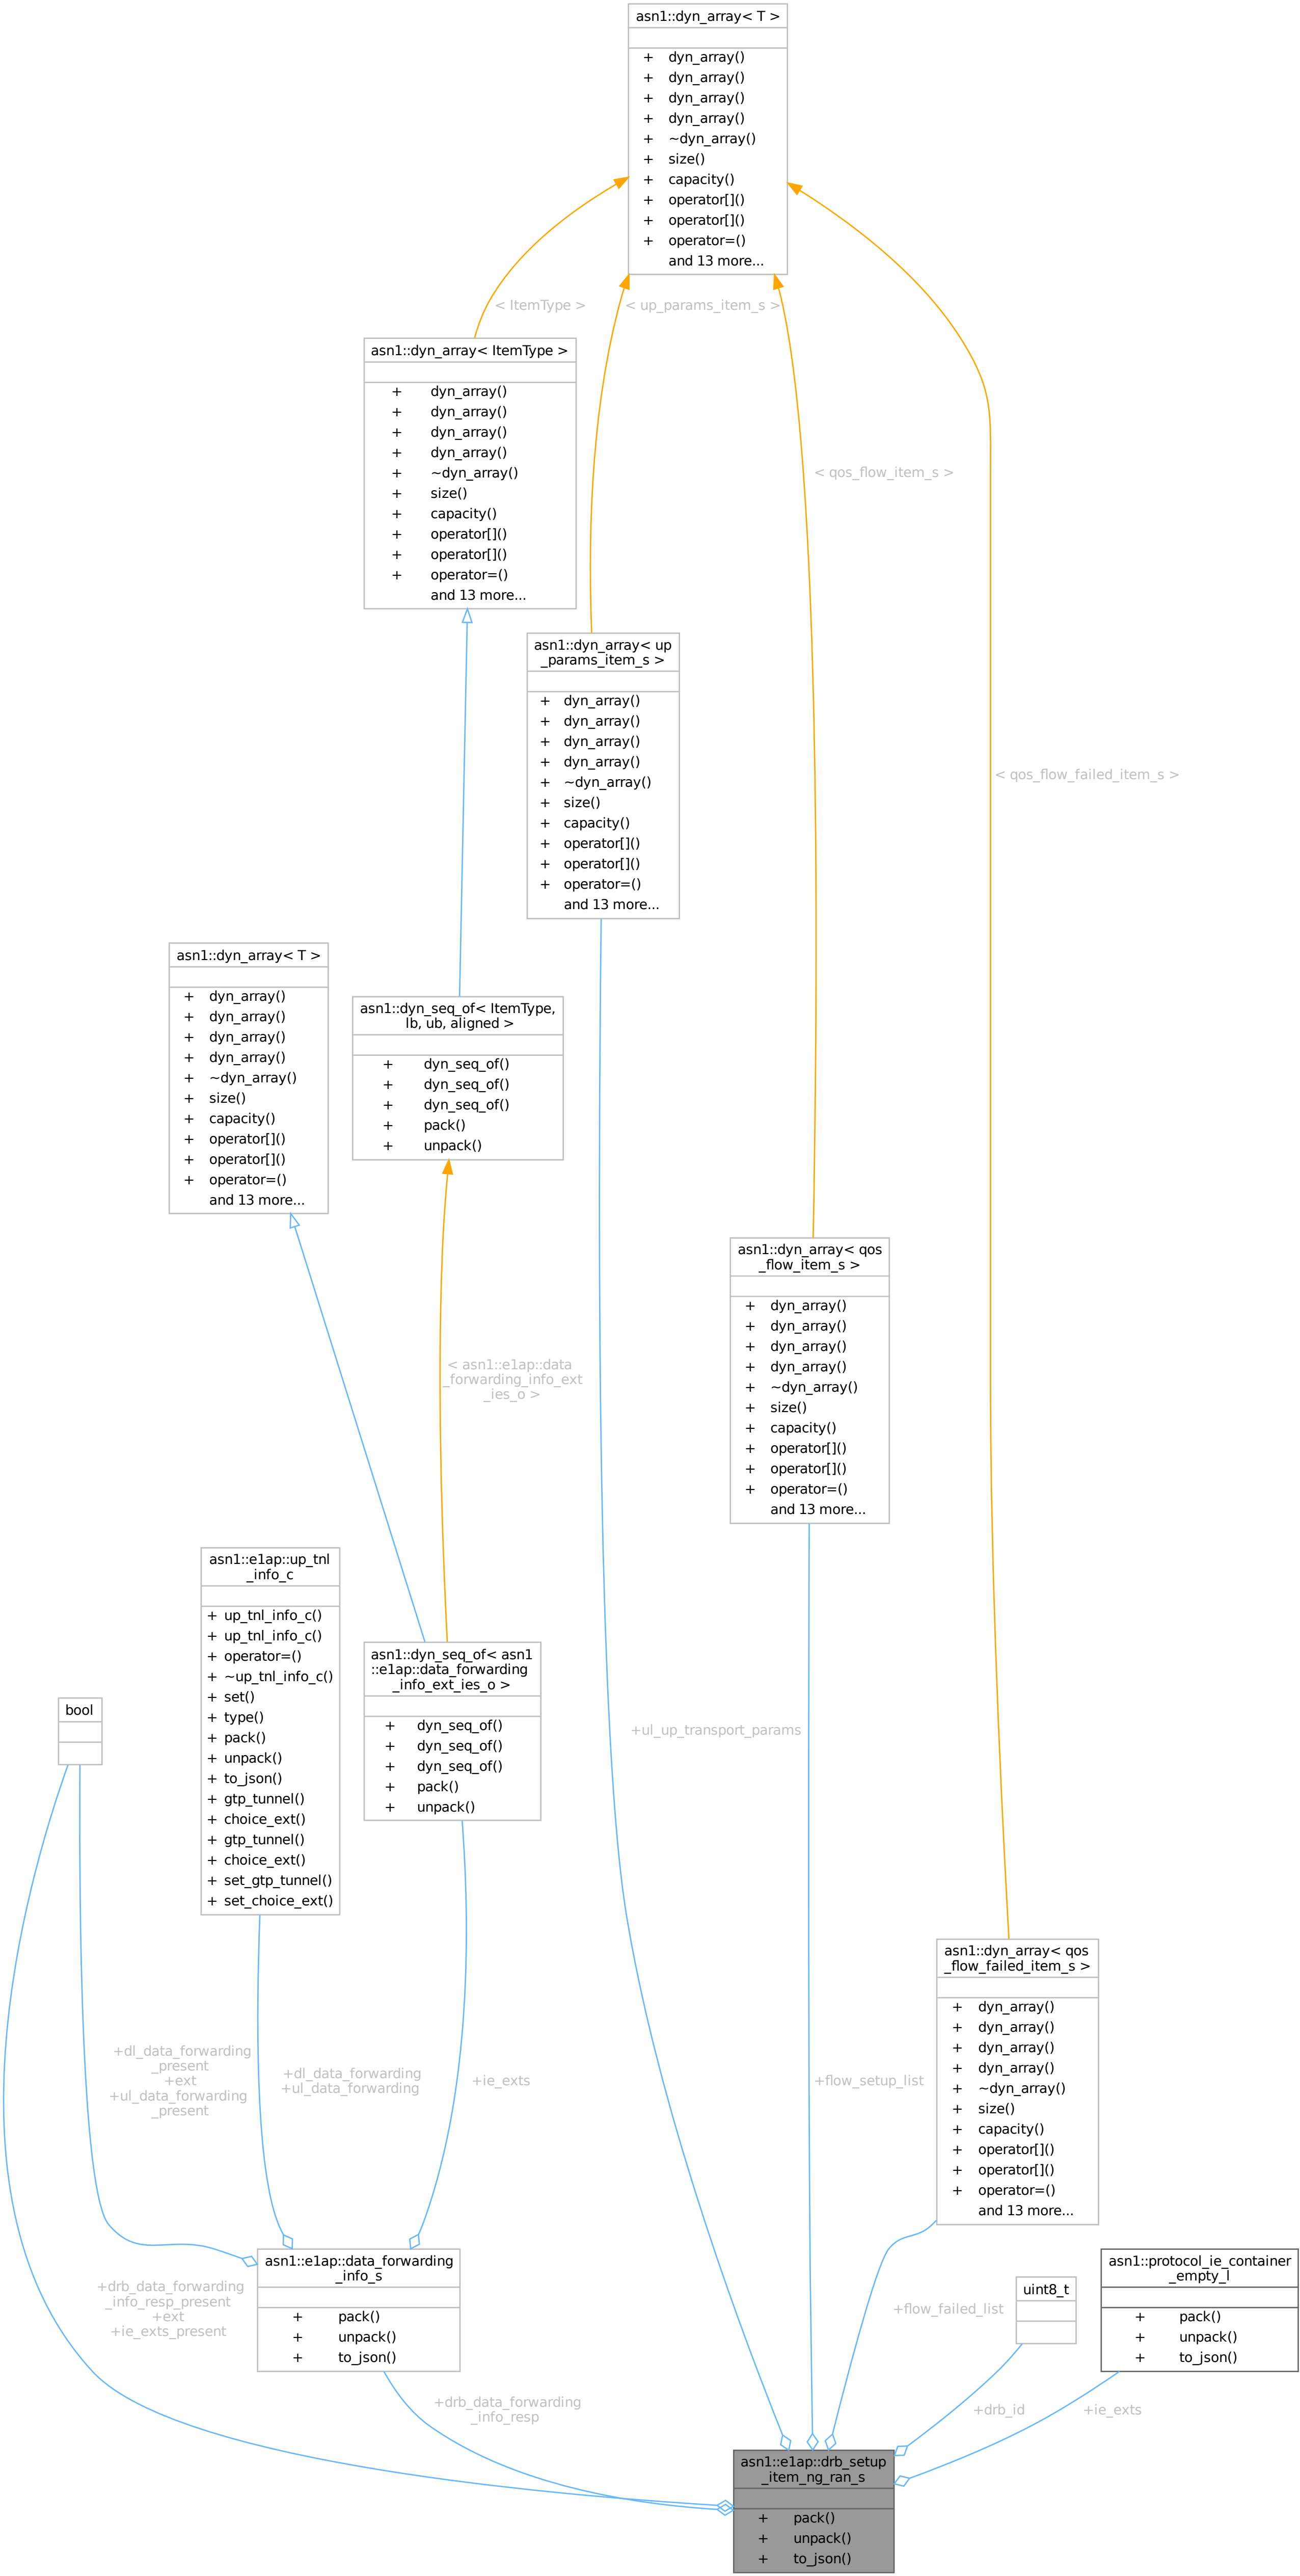 asn1::dyn_array< T >
+ dyn_array()
+ dyn_array()
+ dyn_array()
+ dyn_array()
+ ~dyn_array()
+ size()
+ capacity()
+ operator[]()
+ operator[]()
+ operator=()
and 13 more...
< ItemType >
< up_params_item_s >
asn1::dyn_array< ItemType >
+ dyn_array()
+ dyn_array()
+ dyn_array()
+ dyn_array()
+ ~dyn_array()
+ size()
+ capacity()
+ operator[]()
+ operator[]()
+ operator=()
and 13 more...
< qos_flow_item_s >
asn1::dyn_array< up
_params_item_s >
+ dyn_array()
+ dyn_array()
+ dyn_array()
+ dyn_array()
+ ~dyn_array()
+ size()
+ capacity()
+ operator[]()
+ operator[]()
+ operator=()
and 13 more...
< qos_flow_failed_item_s >
asn1::dyn_array< T >
+ dyn_array()
+ dyn_array()
+ dyn_array()
+ dyn_array()
+ ~dyn_array()
+ size()
+ capacity()
+ operator[]()
+ operator[]()
+ operator=()
and 13 more...
asn1::dyn_seq_of< ItemType,
lb, ub, aligned >
+ dyn_seq_of()
+ dyn_seq_of()
+ dyn_seq_of()
+ pack()
+ unpack()
asn1::dyn_array< qos
_flow_item_s >
+ dyn_array()
+ dyn_array()
+ dyn_array()
+ dyn_array()
+ ~dyn_array()
+ size()
+ capacity()
+ operator[]()
+ operator[]()
+ operator=()
and 13 more...
< asn1::e1ap::data
_forwarding_info_ext
_ies_o >
asn1::e1ap::up_tnl
_info_c
+ up_tnl_info_c()
+ up_tnl_info_c()
+ operator=()
+ ~up_tnl_info_c()
+ set()
+ type()
+ pack()
+ unpack()
+ to_json()
+ gtp_tunnel()
+ choice_ext()
+ gtp_tunnel()
+ choice_ext()
+ set_gtp_tunnel()
+ set_choice_ext()
asn1::dyn_seq_of< asn1
::e1ap::data_forwarding
_info_ext_ies_o >
+ dyn_seq_of()
+ dyn_seq_of()
+ dyn_seq_of()
+ pack()
+ unpack()
bool
+ul_up_transport_params
asn1::dyn_array< qos
_flow_failed_item_s >
+ dyn_array()
+ dyn_array()
+ dyn_array()
+ dyn_array()
+ ~dyn_array()
+ size()
+ capacity()
+ operator[]()
+ operator[]()
+ operator=()
and 13 more...
+dl_data_forwarding
_present
+ext
+ul_data_forwarding
_present
+dl_data_forwarding
+ul_data_forwarding
+ie_exts
+flow_setup_list
asn1::e1ap::data_forwarding
_info_s
+ pack()
+ unpack()
+ to_json()
+drb_data_forwarding
_info_resp_present
+ext
+ie_exts_present
+flow_failed_list
uint8_t
asn1::protocol_ie_container
_empty_l
+ pack()
+ unpack()
+ to_json()
+drb_data_forwarding
_info_resp
+drb_id
+ie_exts
asn1::e1ap::drb_setup
_item_ng_ran_s
+ pack()
+ unpack()
+ to_json()